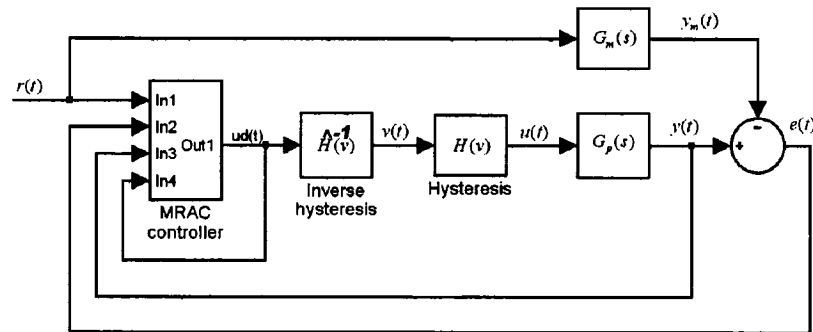 G_m(s)
y_m(t)
r(t)
In1
In2
In3
In4
Out1
ud(t)
^-1
H(v)
v(t)
H(v)
u(t)
G_p(s)
y(t)
-
+
e(t)
Inverse
hysteresis
Hysteresis
MRAC
controller